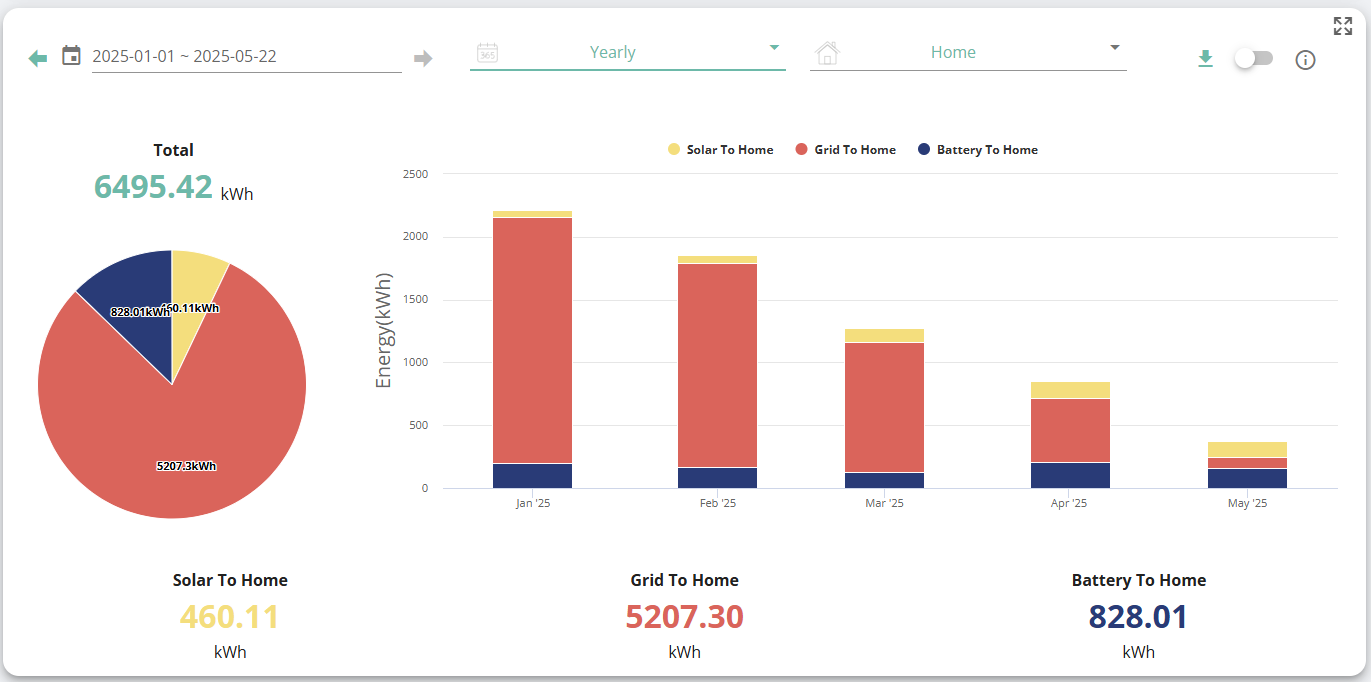 2025-01-01 ~ 2025-05-22
365
Yearly
Home
Total
6495.42 kWh
828.01kWh
460.11kWh
5207.3kWh
Solar To Home
Grid To Home
Battery To Home
Energy(kWh)
2500
2000
1500
1000
500
0
Jan '25
Feb '25
Mar '25
Apr '25
May '25
Solar To Home
460.11
kWh
Grid To Home
5207.30
kWh
Battery To Home
828.01
kWh